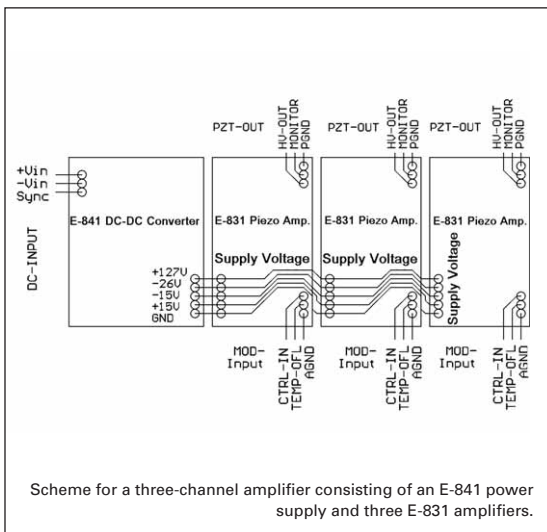 PZT-OUT
HV-OUT
MONITOR
PGND
PZT-OUT
HV-OUT
MONITOR
PGND
PZT-OUT
HV-OUT
MONITOR
PGND
+Vin
-Vin
Sync
DC-INPUT
E-841 DC-DC Converter
E-831 Piezo Amp.
E-831 Piezo Amp.
E-831 Piezo Amp.
Supply Voltage
Supply Voltage
Supply Voltage
+127V
-26V
-15V
+15V
GND
MOD-
Input
CTRL-IN
TEMP-OFL
AGND
MOD-
Input
CTRL-IN
TEMP-OFL
AGND
MOD-
Input
CTRL-IN
TEMP-OFL
AGND
Scheme for a three-channel amplifier consisting of an E-841 power
supply and three E-831 amplifiers.